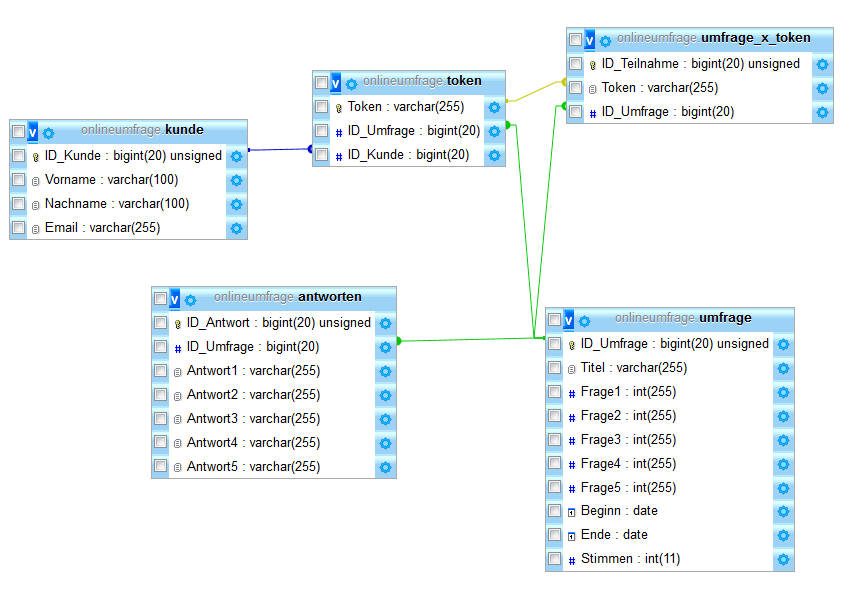 v onlineumfrage.kunde
ID_Kunde : bigint(20) unsigned
Vorname : varchar(100)
Nachname : varchar(100)
Email : varchar(255)
v onlineumfrage.token
Token : varchar(255)
# ID_Umfrage : bigint(20)
# ID_Kunde : bigint(20)
v onlineumfrage.umfrage_x_token
ID_Teilnahme : bigint(20) unsigned
Token : varchar(255)
# ID_Umfrage : bigint(20)
v onlineumfrage.antworten
ID_Antwort : bigint(20) unsigned
# ID_Umfrage : bigint(20)
Antwort1 : varchar(255)
Antwort2 : varchar(255)
Antwort3 : varchar(255)
Antwort4 : varchar(255)
Antwort5 : varchar(255)
v onlineumfrage.umfrage
ID_Umfrage : bigint(20) unsigned
Titel : varchar(255)
# Frage1 : int(255)
# Frage2 : int(255)
# Frage3 : int(255)
# Frage4 : int(255)
# Frage5 : int(255)
Beginn : date
Ende : date
# Stimmen : int(11)